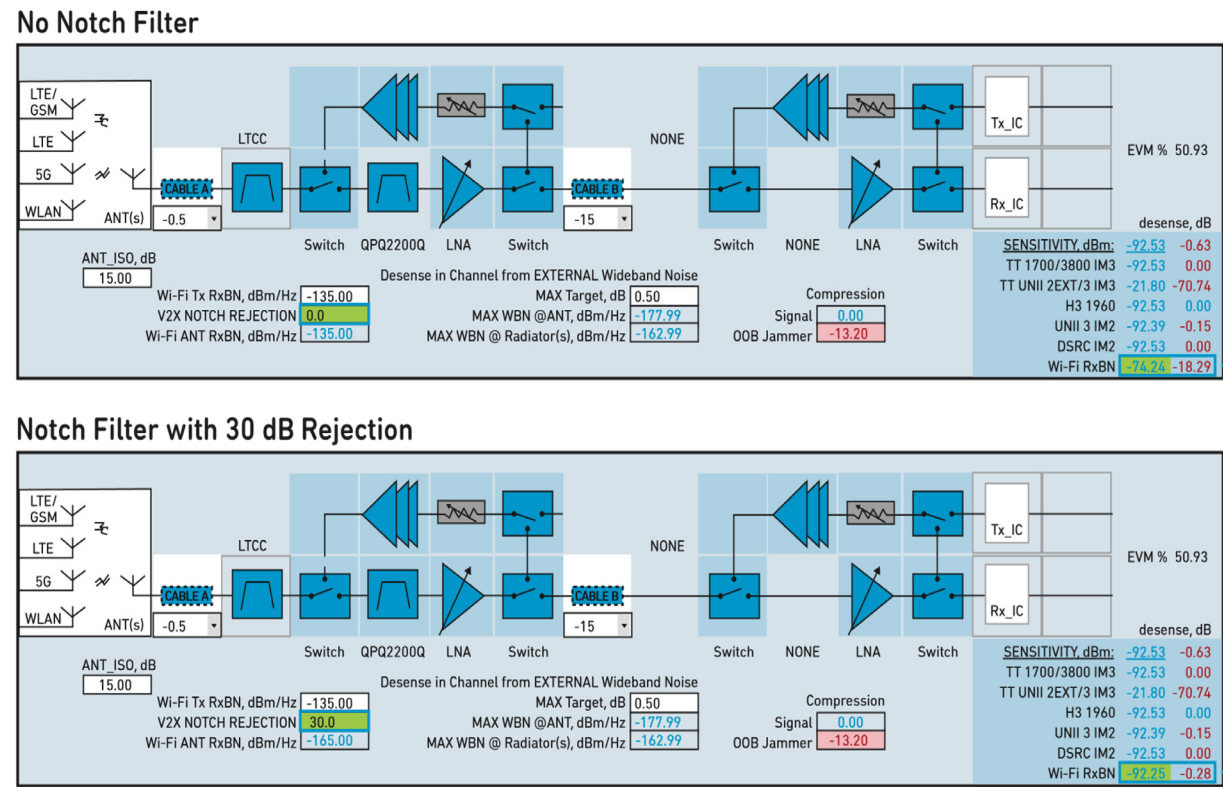 No Notch Filter
LTE/
GSM
LTE
5G
WLAN
ANT(s)
LTCC
CABLE A
-0.5
Switch
QPQ2200Q
LNA
Switch
CABLE B
-15
NONE
Switch
NONE
LNA
Switch
Tx_IC
Rx_IC
EVM % 50.93
ANT_ISO, dB
15.00
Wi-Fi Tx RxBN, dBm/Hz -135.00
V2X NOTCH REJECTION 0.0
Wi-Fi ANT RxBN, dBm/Hz -135.00
Desense in Channel from EXTERNAL Wideband Noise
MAX Target, dB 0.50
MAX WBN @ANT, dBm/Hz -177.99
MAX WBN @ Radiator(s), dBm/Hz -162.99
Compression
Signal 0.00
OOB Jammer -13.20
desense, dB
SENSITIVITY, dBm: -92.53 -0.63
TT 1700/3800 IM3 -92.53 0.00
TT UNII 2EXT/3 IM3 -21.80 -70.74
H3 1960 -92.53 0.00
UNII 3 IM2 -92.39 -0.15
DSRC IM2 -92.53 0.00
Wi-Fi RxBN -74.24 -18.29
Notch Filter with 30 dB Rejection
LTE/
GSM
LTE
5G
WLAN
ANT(s)
LTCC
CABLE A
-0.5
Switch
QPQ2200Q
LNA
Switch
CABLE B
-15
NONE
Switch
NONE
LNA
Switch
Tx_IC
Rx_IC
EVM % 50.93
ANT_ISO, dB
15.00
Wi-Fi Tx RxBN, dBm/Hz -135.00
V2X NOTCH REJECTION 30.0
Wi-Fi ANT RxBN, dBm/Hz -165.00
Desense in Channel from EXTERNAL Wideband Noise
MAX Target, dB 0.50
MAX WBN @ANT, dBm/Hz -177.99
MAX WBN @ Radiator(s), dBm/Hz -162.99
Compression
Signal 0.00
OOB Jammer -13.20
desense, dB
SENSITIVITY, dBm: -92.53 -0.63
TT 1700/3800 IM3 -92.53 0.00
TT UNII 2EXT/3 IM3 -21.80 -70.74
H3 1960 -92.53 0.00
UNII 3 IM2 -92.39 -0.15
DSRC IM2 -92.53 0.00
Wi-Fi RxBN -92.25 -0.28